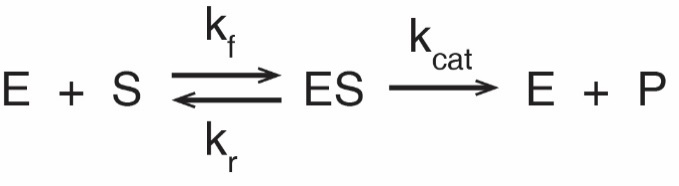 k_f k_cat
E + S ES E + P
k_r